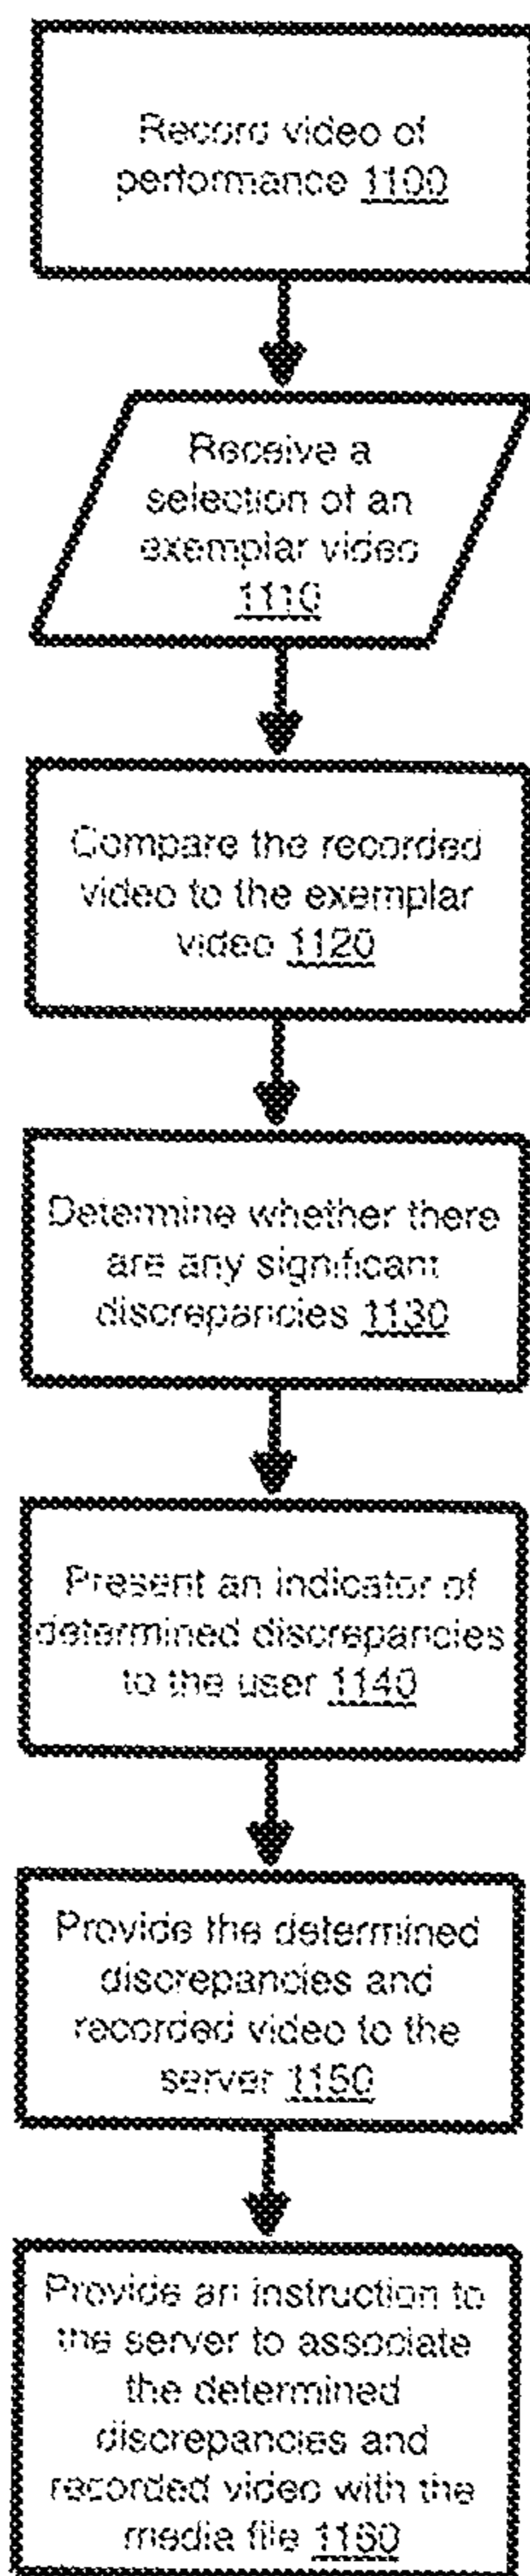 Record video of
performance 1100
Receive a
selection of an
exemplar video
1110
Compare the recorded
video to the exemplar
video 1120
Determine whether there
are any significant
discrepancies 1130
Present an indicator of
determined discrepancies
to the user 1140
Provide the determined
discrepancies and
recorded video to the
server 1150
Provide an instruction to
the server to associate
the determined
discrepancies and
recorded video with the
media file 1160